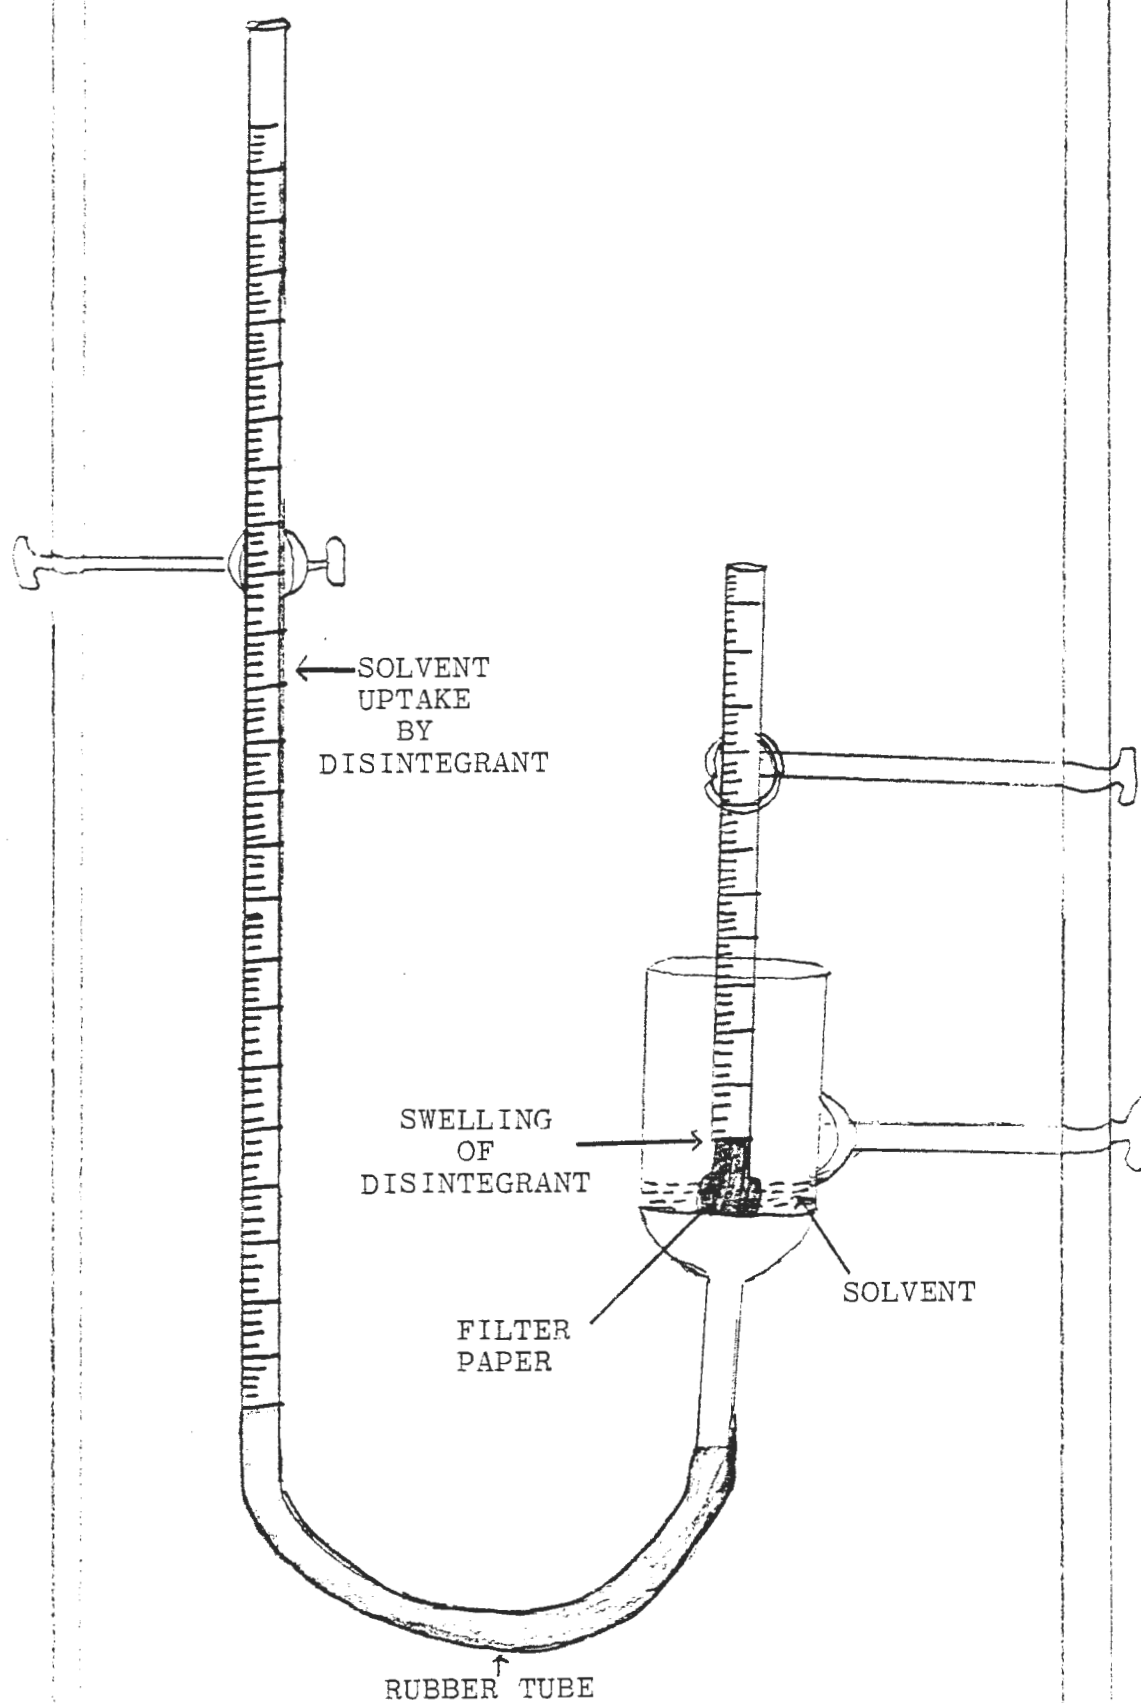 SOLVENT
UPTAKE
BY
DISINTEGRANT
SWELLING
OF
DISINTEGRANT
SOLVENT
FILTER
PAPER
RUBBER TUBE